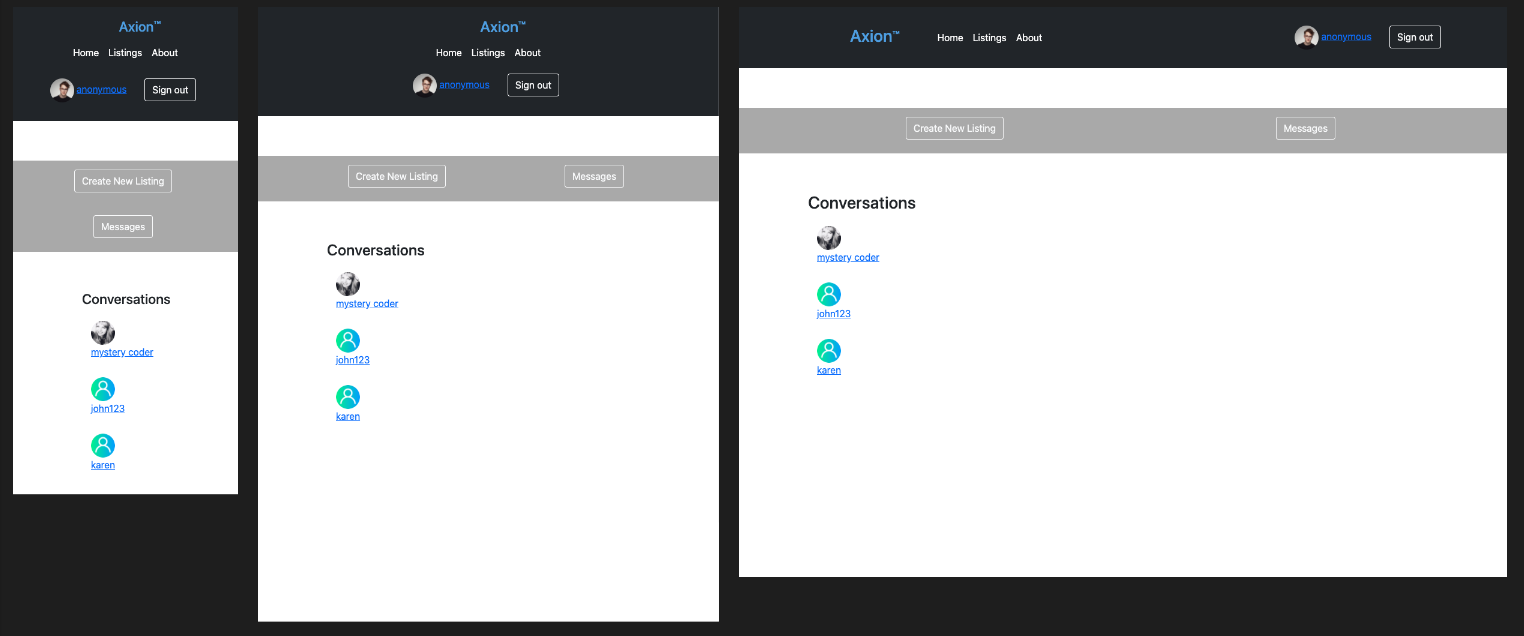 Axion™
Home Listings About
anonymous Sign out
Create New Listing
Messages
Conversations
mystery coder
john123
karen
Axion™
Home Listings About
anonymous Sign out
Create New Listing Messages
Conversations
mystery coder
john123
karen
Axion™ Home Listings About anonymous Sign out
Create New Listing Messages
Conversations
mystery coder
john123
karen